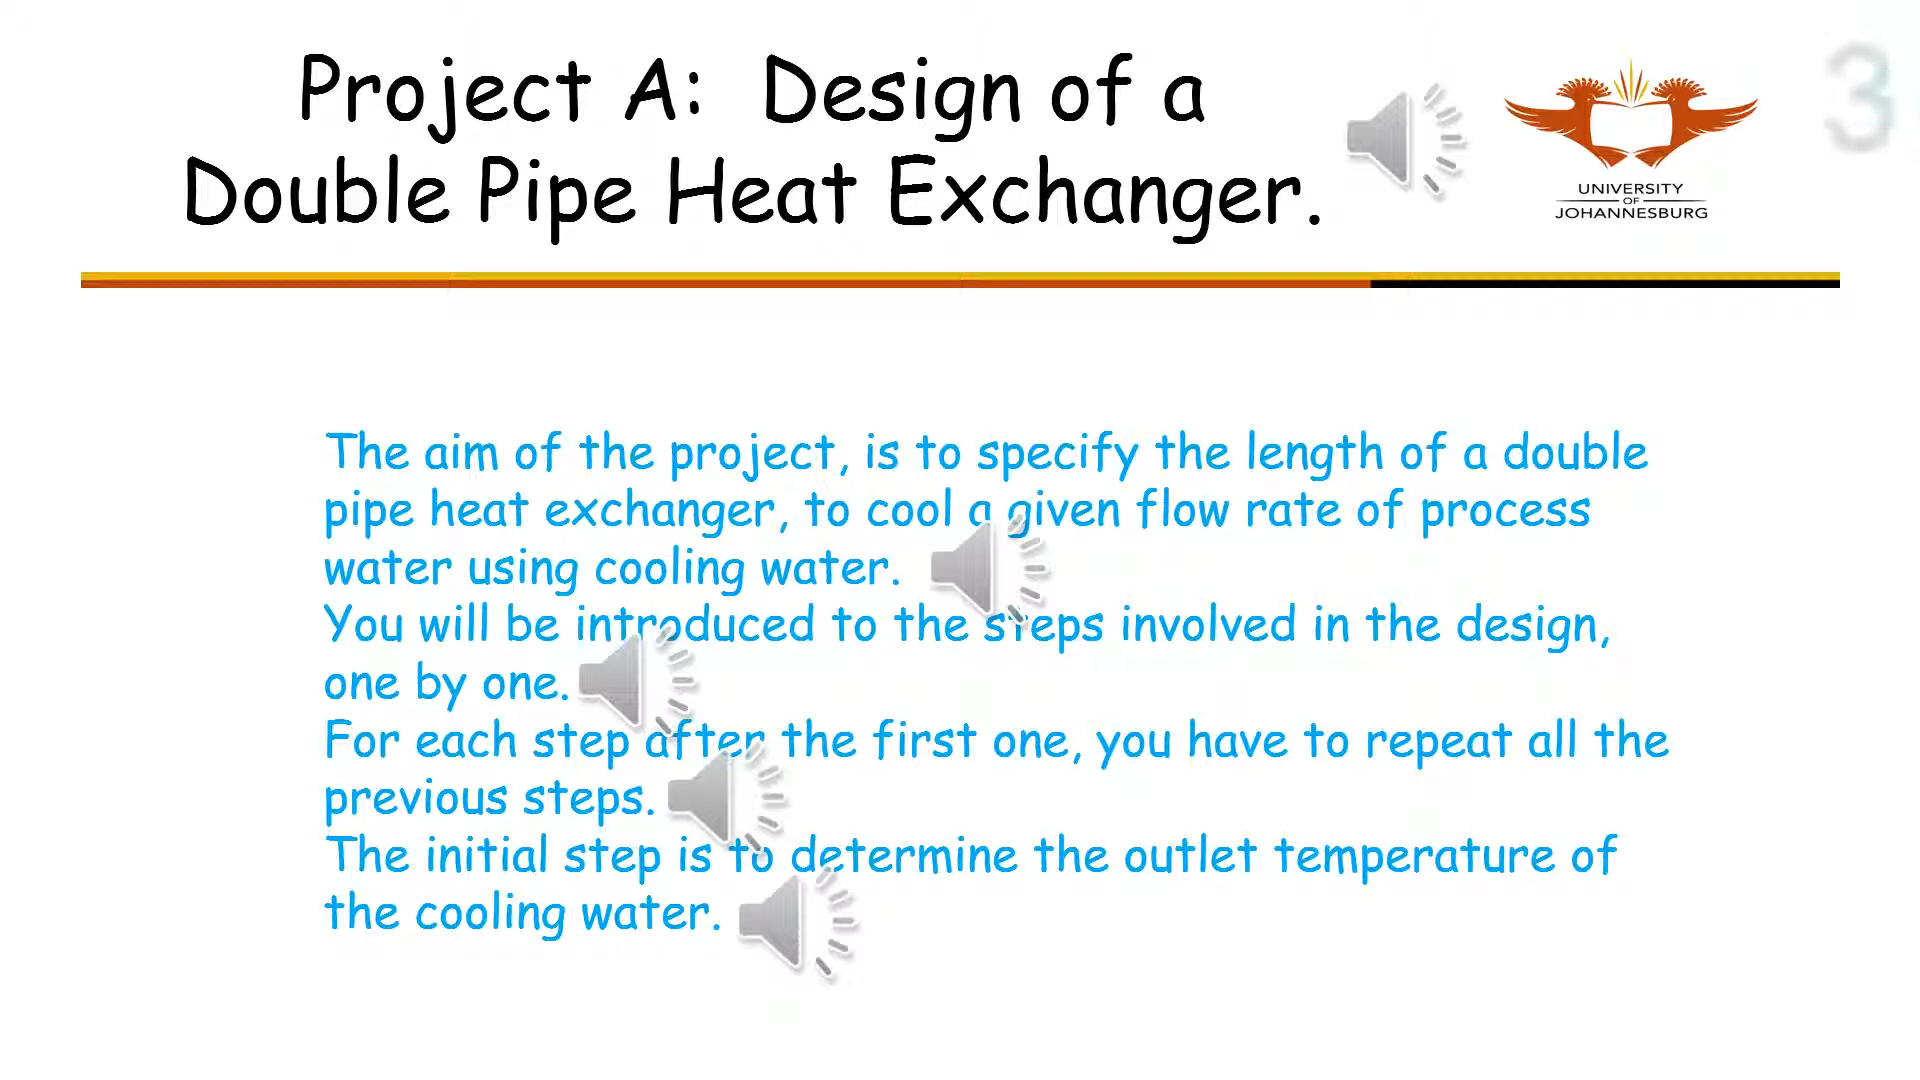 Project A: Design of a
Double Pipe Heat Exchanger.
UNIVERSITY
OF
JOHANNESBURG
3
The aim of the project, is to specify the length of a double
pipe heat exchanger, to cool a given flow rate of process
water using cooling water.
You will be introduced to the steps involved in the design,
one by one.
For each step after the first one, you have to repeat all the
previous steps.
The initial step is to determine the outlet temperature of
the cooling water.